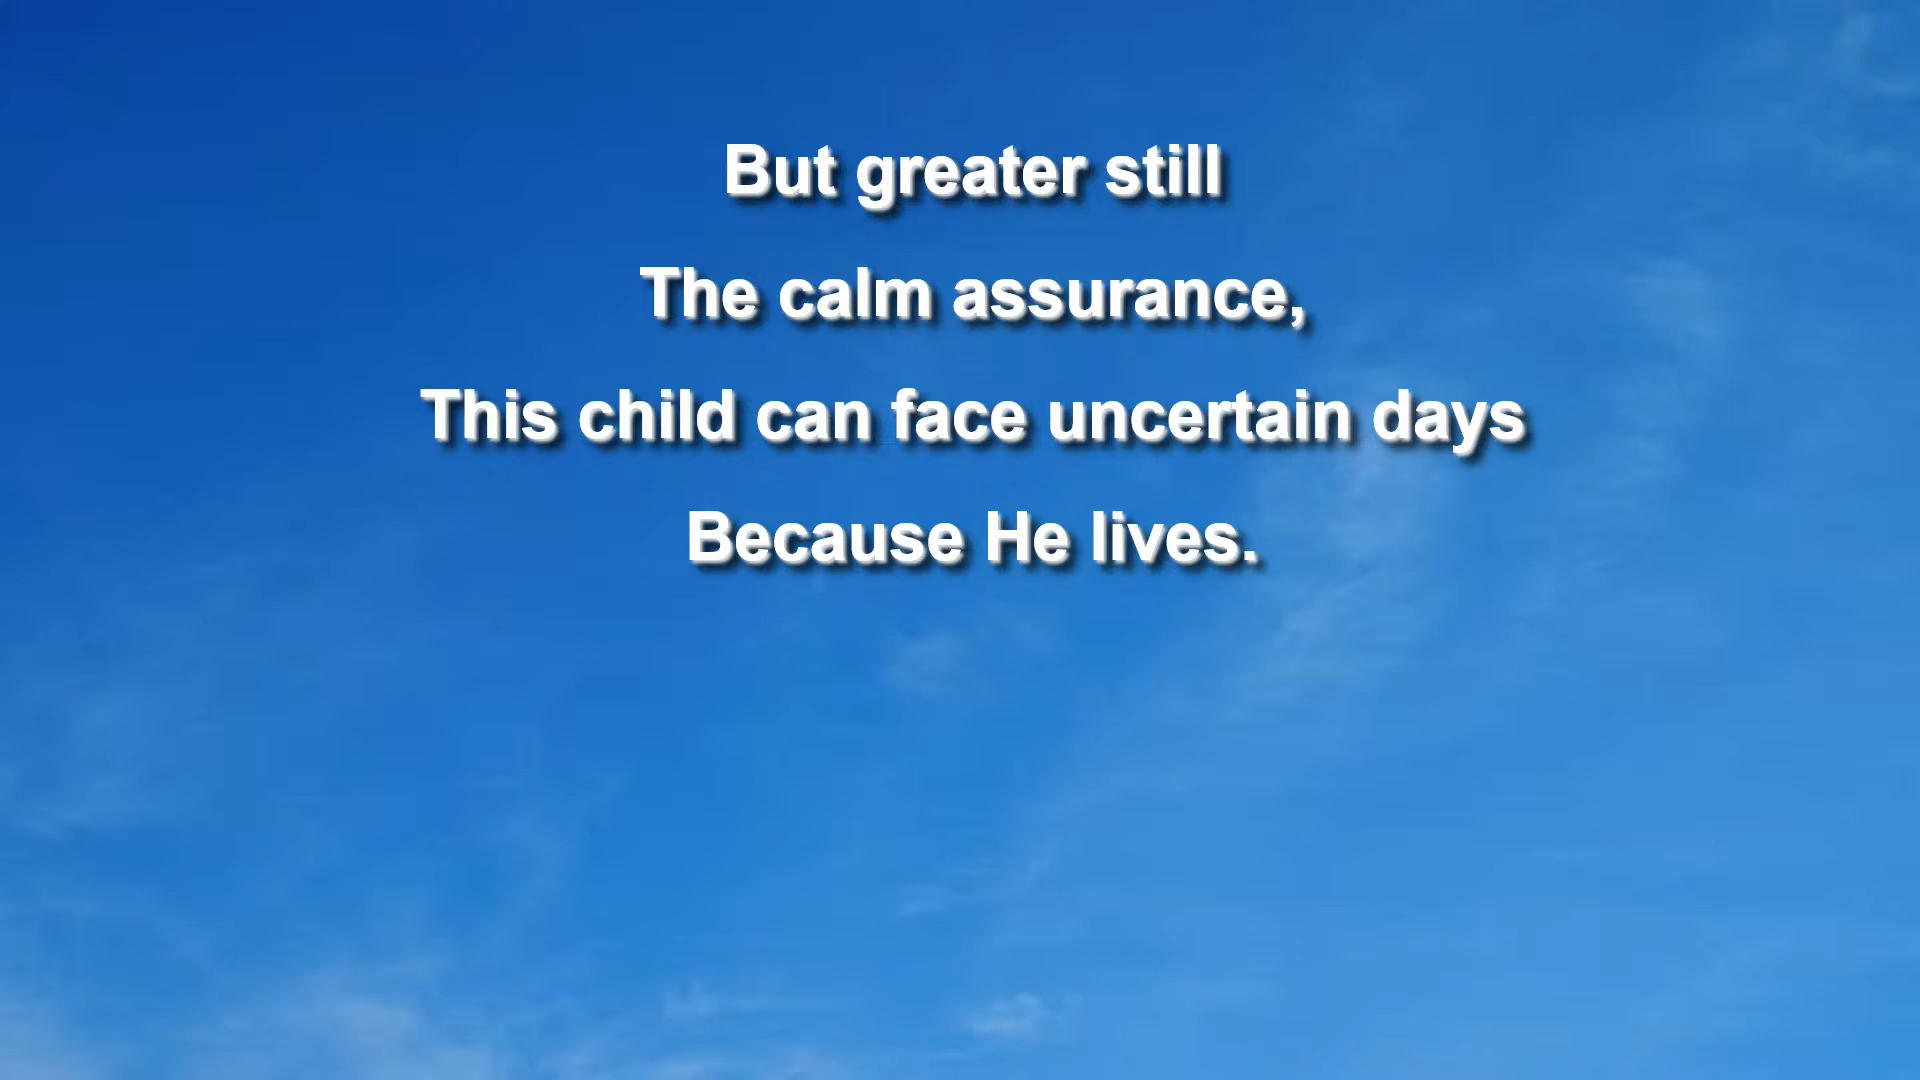 But greater still
The calm assurance,
This child can face uncertain days
Because He lives.